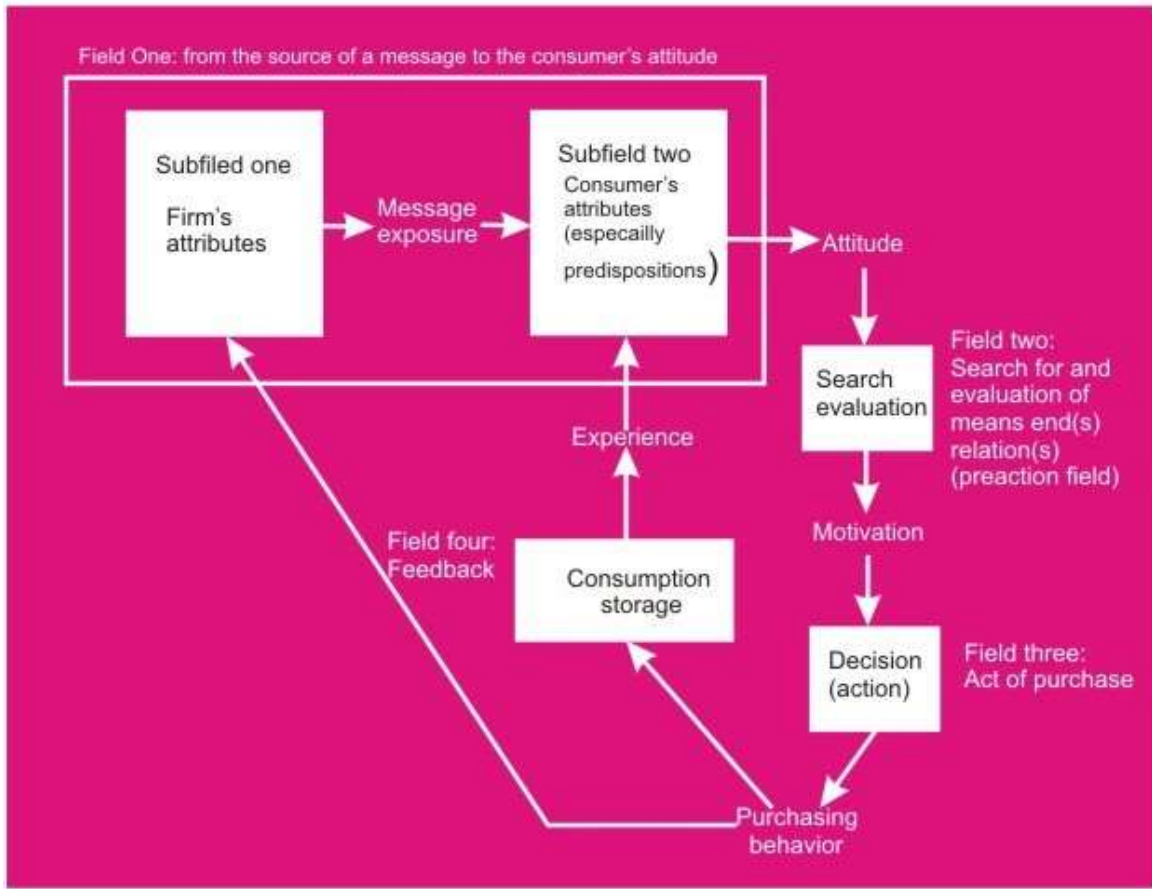 Field One: from the source of a message to the consumer's attitude
Subfiled one
Firm's
attributes
Message
exposure
Subfield two
Consumer's
attributes
(especailly
predispositions)
Attitude
Search
evaluation
Field two:
Search for and
evaluation of
means end(s)
relation(s)
(preaction field)
Experience
Motivation
Field four:
Feedback
Consumption
storage
Decision
(action)
Field three:
Act of purchase
Purchasing
behavior